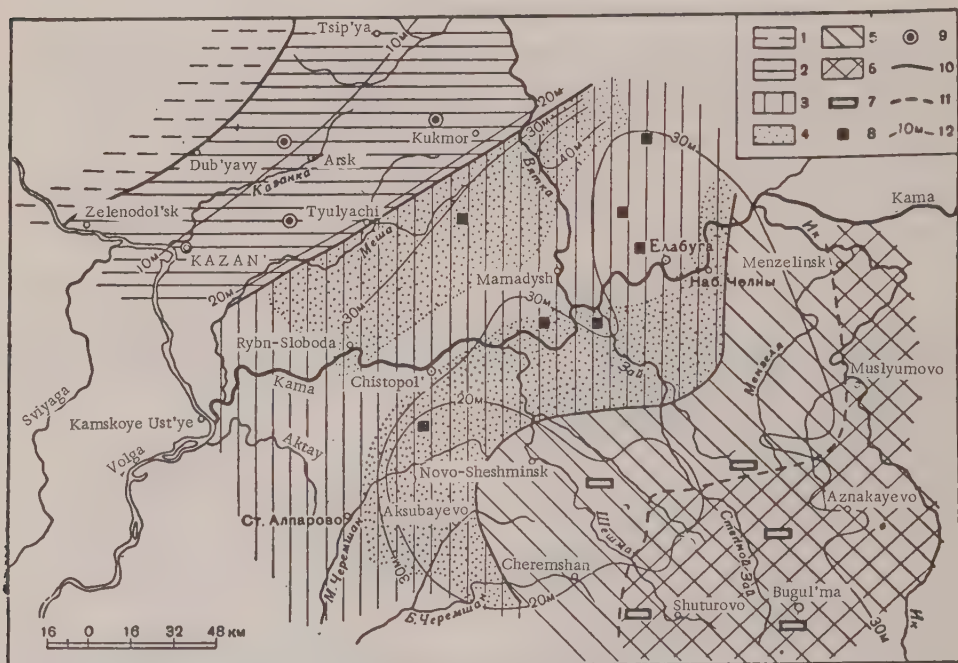 Tsip'ya
10м
1
5
9
2
6
10
3
7
11
4
8
10м
12
20м
30м
40м
30м
Kukmor
Dub'yavy
Arsk
Казанка
Вятка
Kama
Zelenodol'sk
Tyulyachi
Меша
Елабуга
Ик
KAZAN'
Menzelinsk
10м
Mamadysh
Наб. Челны
20м
30м
30м
Rybn-Sloboda
Зай
Мензеля
Muslyumovo
Sviyaga
Kama
Chistopol'
Kamskoye Ust'ye
20м
Volga
Aktay
Novo-Sheshminsk
Aznakayevo
Ст. Алпарово
Aksubayevo
Шешма
Степной Зай
М. Черемшан
30м
Cheremshan
Bugul'ma
Б. Черемшан
20м
Shuturovo
30м
Ик
16 0 16 32 48 км